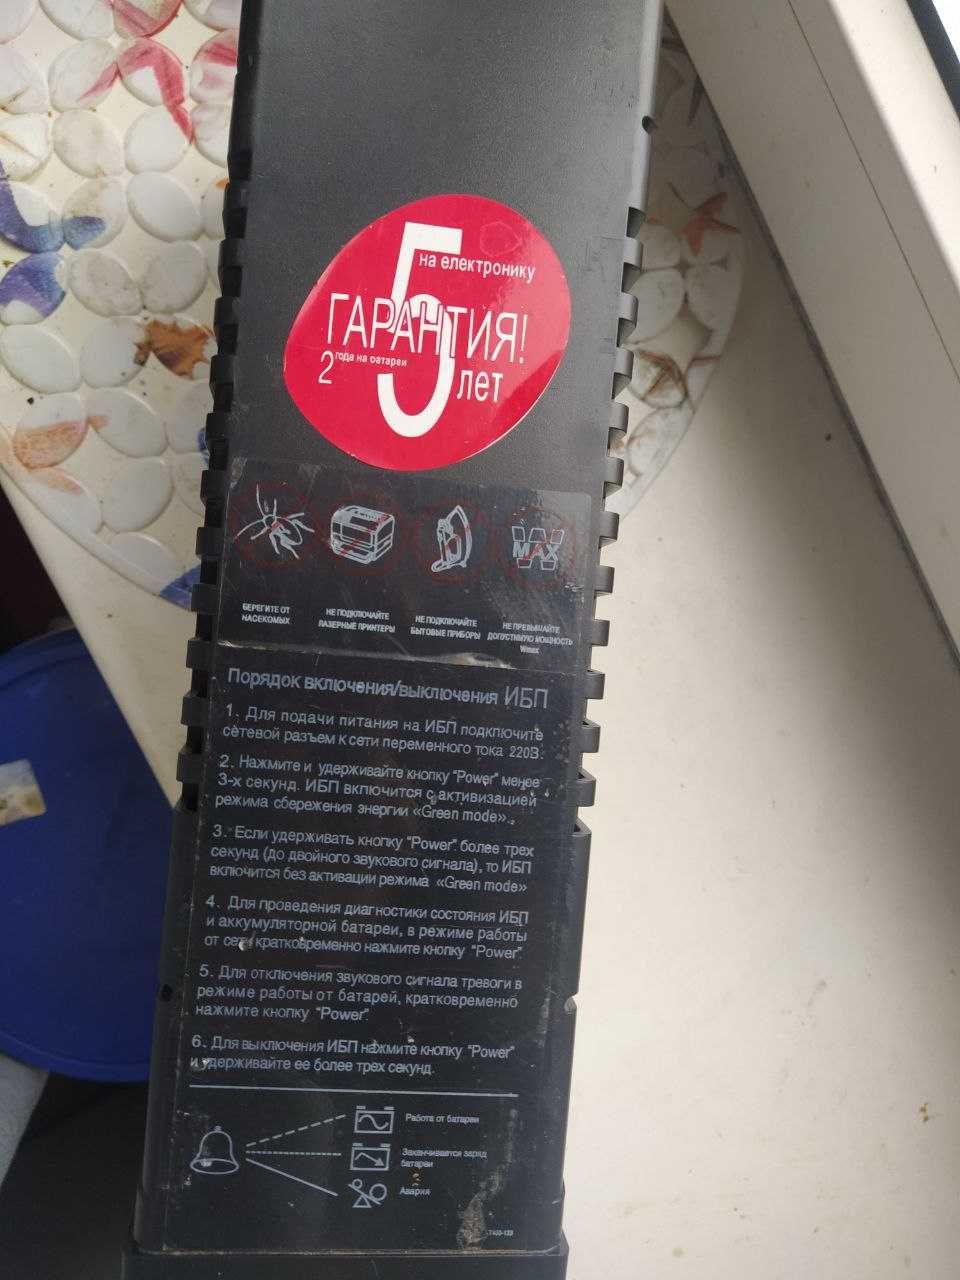 5
на електронику
ГАРАНТИЯ!
2 года на батареи
лет
БЕРЕГИТЕ ОТ
НАСЕКОМЫХ
НЕ ПОДКЛЮЧАЙТЕ
ЛАЗЕРНЫЕ ПРИНТЕРЫ
НЕ ПОДКЛЮЧАЙТЕ
БЫТОВЫЕ ПРИБОРЫ
W MAX
НЕ ПРЕВЫШАЙТЕ
ДОПУСТИМУЮ МОЩНОСТЬ
Wmax
Порядок включения/выключения ИБП
1. Для подачи питания на ИБП подключите
сетевой разъем к сети переменного тока 220В.
2. Нажмите и удерживайте кнопку "Power" менее
3-х секунд. ИБП включится с активизацией
режима сбережения энергии «Green mode».
3. Если удерживать кнопку "Power" более трех
секунд (до двойного звукового сигнала), то ИБП
включится без активации режима «Green mode»
4. Для проведения диагностики состояния ИБП
и аккумуляторной батареи, в режиме работы
от сети кратковременно нажмите кнопку "Power".
5. Для отключения звукового сигнала тревоги в
режиме работы от батарей, кратковременно
нажмите кнопку "Power".
6. Для выключения ИБП нажмите кнопку "Power"
и удерживайте ее более трех секунд.
Работа от батареи
Заканчивается заряд
батареи
Авария